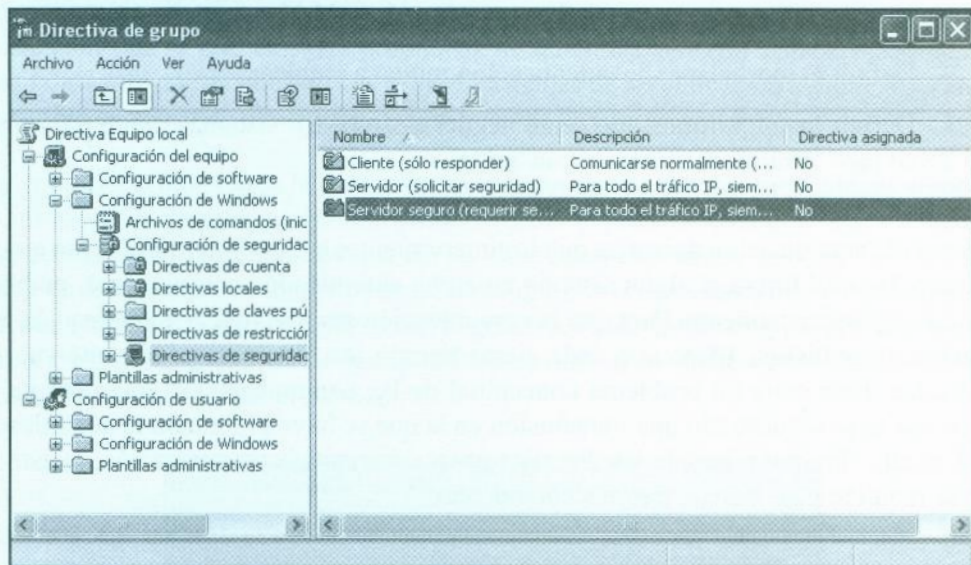 Directiva de grupo
Archivo Acción Ver Ayuda
Directiva Equipo local
Configuración del equipo
Configuración de software
Configuración de Windows
Archivos de comandos (inic
Configuración de seguridad
Directivas de cuenta
Directivas locales
Directivas de claves pú
Directivas de restricción
Directivas de seguridad
Plantillas administrativas
Configuración de usuario
Configuración de software
Configuración de Windows
Plantillas administrativas
Nombre Descripción Directiva asignada
Cliente (sólo responder) Comunicarse normalmente (... No
Servidor (solicitar seguridad) Para todo el tráfico IP, siem... No
Servidor seguro (requerir se... Para todo el tráfico IP, siem... No